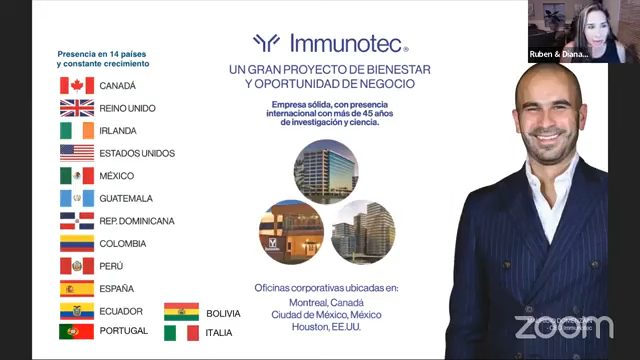 Presencia en 14 países
y constante crecimiento
CANADÁ
REINO UNIDO
IRLANDA
ESTADOS UNIDOS
MÉXICO
GUATEMALA
REP. DOMINICANA
COLOMBIA
PERÚ
ESPAÑA
ECUADOR
PORTUGAL
BOLIVIA
ITALIA
Immunotec®
UN GRAN PROYECTO DE BIENESTAR
Y OPORTUNIDAD DE NEGOCIO
Empresa sólida, con presencia
internacional con más de 45 años
de investigación y ciencia.
Oficinas corporativas ubicadas en:
Montreal, Canadá
Ciudad de México, México
Houston, EE.UU.
Ruben & Diana...
CEO Immunotec
zoom